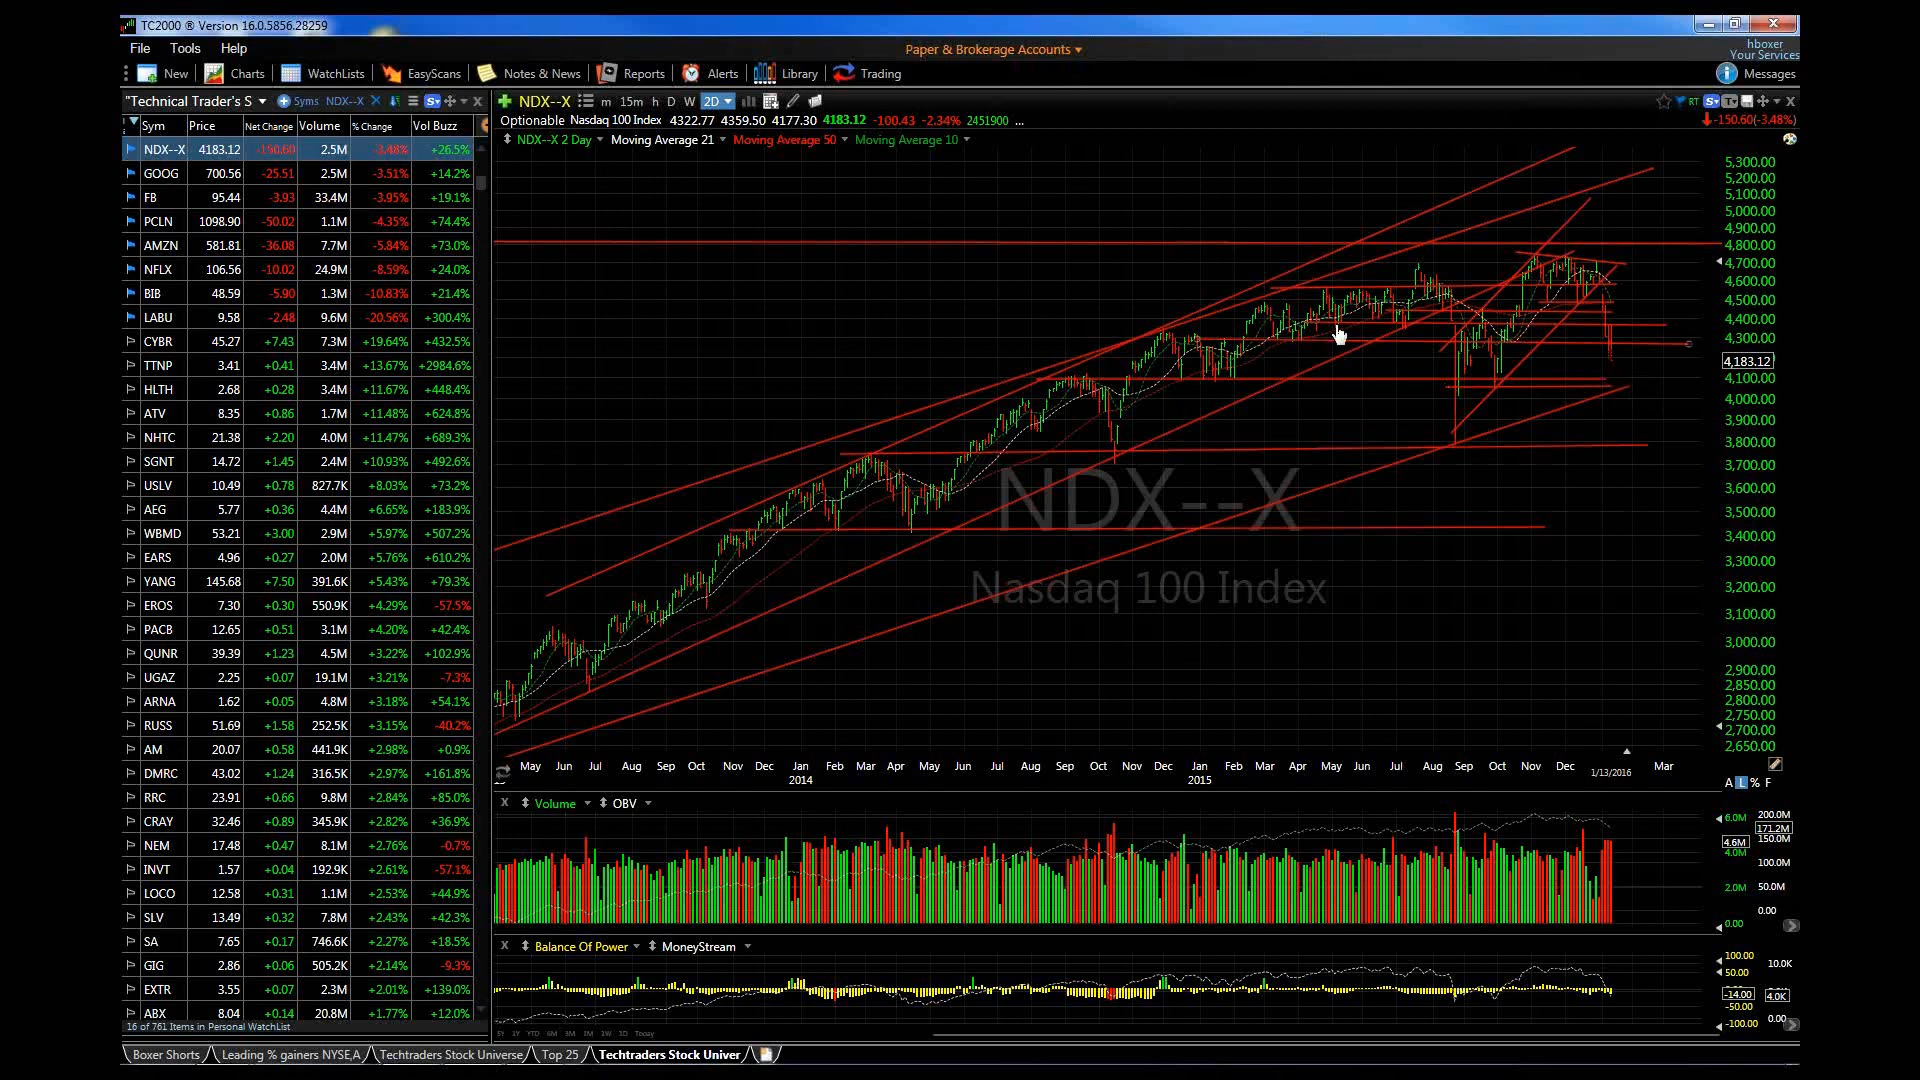 TC2000 ® Version 16.0.5856.28259
File Tools Help
Paper & Brokerage Accounts
hboxer
Your Services
New Charts WatchLists EasyScans Notes & News Reports Alerts Library Trading
Messages
"Technical Trader's S Syms NDX--X
NDX--X m 15m h D W 2D
RT
Optionable Nasdaq 100 Index 4322.77 4359.50 4177.30 4183.12 -100.43 -2.34% 2451900 ...
-150.60(-3.48%)
Sym Price Net Change Volume % Change Vol Buzz
NDX--X 2 Day Moving Average 21 Moving Average 50 Moving Average 10
NDX--X 4183.12 -150.60 2.5M -3.48% +26.5%
GOOG 700.56 -25.51 2.5M -3.51% +14.2%
FB 95.44 -3.93 33.4M -3.95% +19.1%
PCLN 1098.90 -50.02 1.1M -4.35% +74.4%
AMZN 581.81 -36.08 7.7M -5.84% +73.0%
NFLX 106.56 -10.02 24.9M -8.59% +24.0%
BIB 48.59 -5.90 1.3M -10.83% +21.4%
LABU 9.58 -2.48 9.6M -20.56% +300.4%
CYBR 45.27 +7.43 7.3M +19.64% +432.5%
TTNP 3.41 +0.41 3.4M +13.67% +2984.6%
HLTH 2.68 +0.28 3.4M +11.67% +448.4%
ATV 8.35 +0.86 1.7M +11.48% +624.8%
NHTC 21.38 +2.20 4.0M +11.47% +689.3%
SGNT 14.72 +1.45 2.4M +10.93% +492.6%
USLV 10.49 +0.78 827.7K +8.03% +73.2%
AEG 5.77 +0.36 4.4M +6.65% +183.9%
WBMD 53.21 +3.00 2.9M +5.97% +507.2%
EARS 4.96 +0.27 2.0M +5.76% +610.2%
YANG 145.68 +7.50 391.6K +5.43% +79.3%
EROS 7.30 +0.30 550.9K +4.29% -57.5%
PACB 12.65 +0.51 3.1M +4.20% +42.4%
QUNR 39.39 +1.23 4.5M +3.22% +102.9%
UGAZ 2.25 +0.07 19.1M +3.21% -7.3%
ARNA 1.62 +0.05 4.8M +3.18% +54.1%
RUSS 51.69 +1.58 252.5K +3.15% -40.2%
AM 20.07 +0.58 441.9K +2.98% +0.9%
DMRC 43.02 +1.24 316.5K +2.97% +161.8%
RRC 23.91 +0.66 9.8M +2.84% +85.0%
CRAY 32.46 +0.89 345.9K +2.82% +36.9%
NEM 17.48 +0.47 8.1M +2.76% -0.7%
INVT 1.57 +0.04 192.9K +2.61% -57.1%
LOCO 12.58 +0.31 1.1M +2.53% +44.9%
SLV 13.49 +0.32 7.8M +2.43% +42.3%
SA 7.65 +0.17 746.6K +2.27% +18.5%
GIG 2.86 +0.06 505.2K +2.14% -9.3%
EXTR 3.55 +0.07 2.3M +2.01% +139.0%
ABX 8.04 +0.14 20.8M +1.77% +12.0%
16 of 761 Items in Personal WatchList
NDX--X
Nasdaq 100 Index
5,300.00
5,200.00
5,100.00
5,000.00
4,900.00
4,800.00
4,700.00
4,600.00
4,500.00
4,400.00
4,300.00
4,183.12
4,100.00
4,000.00
3,900.00
3,800.00
3,700.00
3,600.00
3,500.00
3,400.00
3,300.00
3,200.00
3,100.00
3,000.00
2,900.00
2,850.00
2,800.00
2,750.00
2,700.00
2,650.00
May Jun Jul Aug Sep Oct Nov Dec Jan Feb Mar Apr May Jun Jul Aug Sep Oct Nov Dec Jan Feb Mar Apr May Jun Jul Aug Sep Oct Nov Dec Mar
2014 2015 1/13/2016
A L % F
Volume OBV
6.0M 200.0M
171.2M
4.6M 150.0M
4.0M 100.0M
2.0M 50.0M
0.00 0.00
Balance Of Power MoneyStream
100.00 10.0K
50.00
-14.00 4.0K
-50.00
-100.00 0.00
5Y 1Y YTD 6M 3M 1M 1W 1D Today
Boxer Shorts Leading % gainers NYSE,A Techtraders Stock Universe Top 25 Techtraders Stock Univer